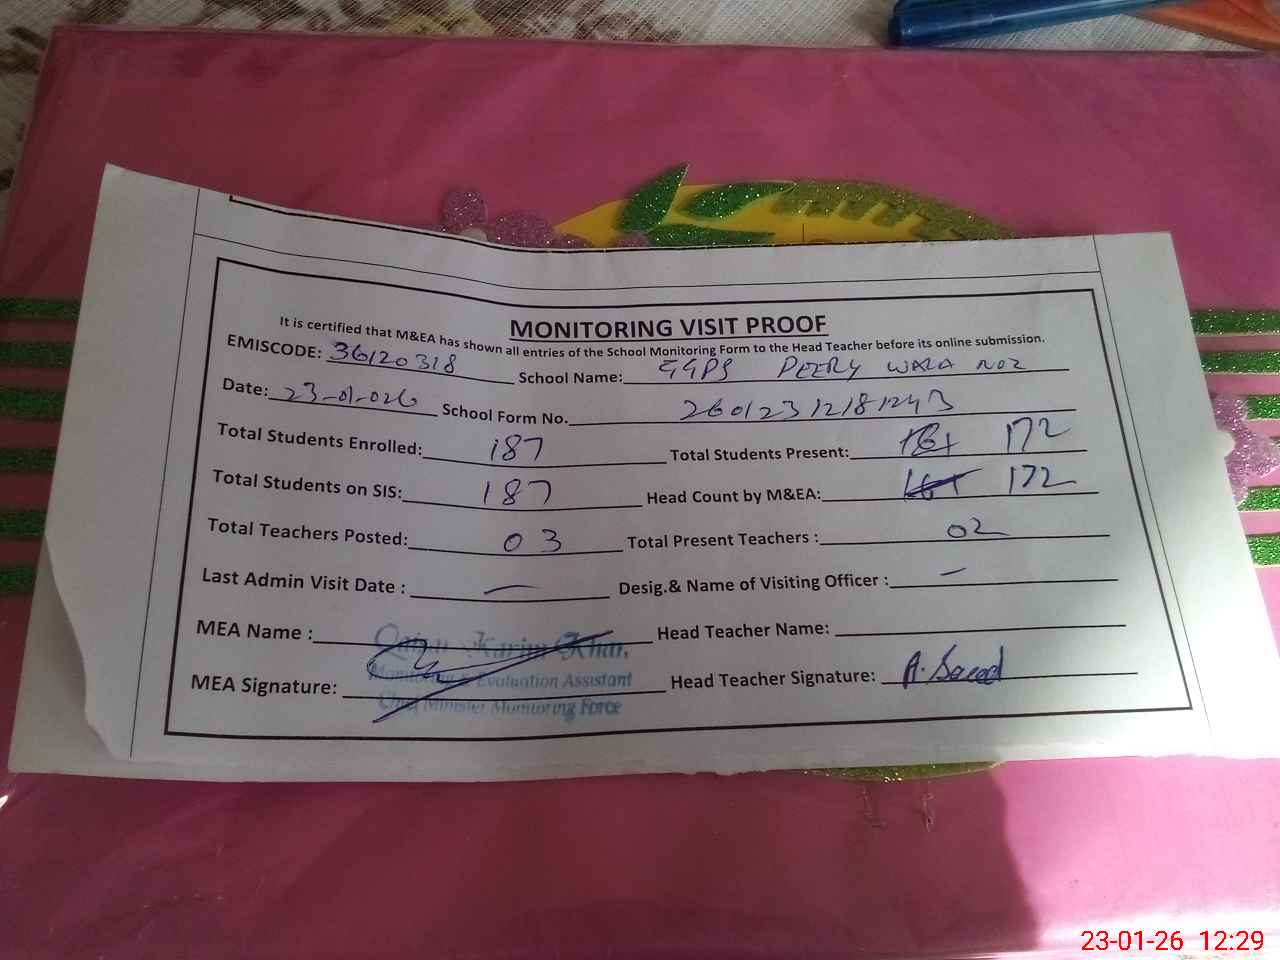 MONITORING VISIT PROOF
It is certified that M&EA has shown all entries of the School Monitoring Form to the Head Teacher before its online submission.
EMISCODE: 36120318 School Name: GGPS PEERY WALA NO2
Date: 23-01-026 School Form No. 26012312181243
Total Students Enrolled: 187 Total Students Present: 161 172
Total Students on SIS: 187 Head Count by M&EA: 161 172
Total Teachers Posted: 03 Total Present Teachers : 02
Last Admin Visit Date : — Desig.& Name of Visiting Officer : —
MEA Name : Karim Khan Head Teacher Name:
Monitoring & Evaluation Assistant
MEA Signature: Head Teacher Signature: A. Saeed
Chief Minister Monitoring Force
23-01-26 12:29